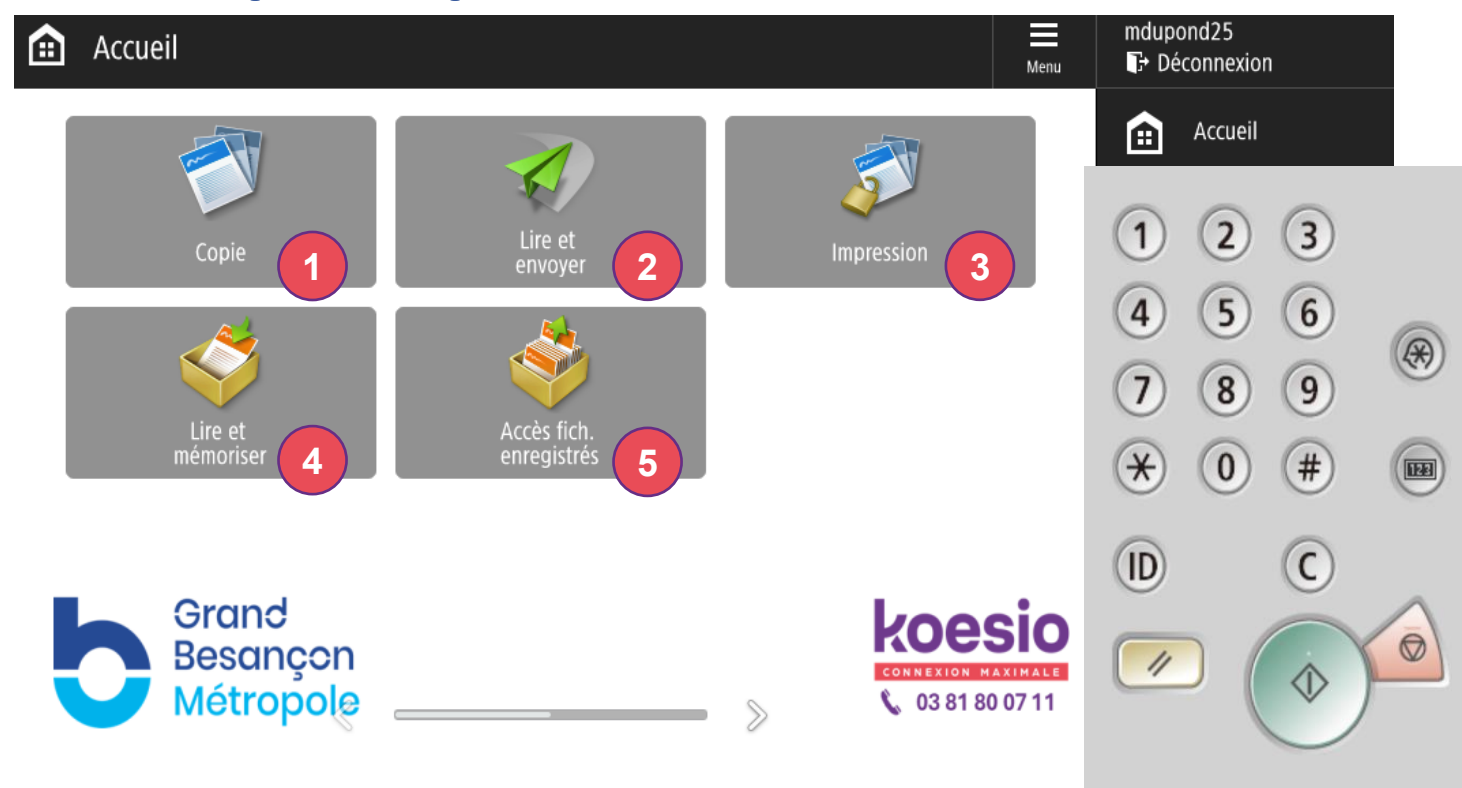 Accueil
Menu
mdupond25
Déconnexion
Accueil
Copie
1
Lire et
envoyer
2
Impression
3
Lire et
mémoriser
4
Accès fich.
enregistrés
5
1 2 3
4 5 6
7 8 9
* 0 #
123
ID C
Grand
Besançon
Métropole
koesio
CONNEXION MAXIMALE
03 81 80 07 11